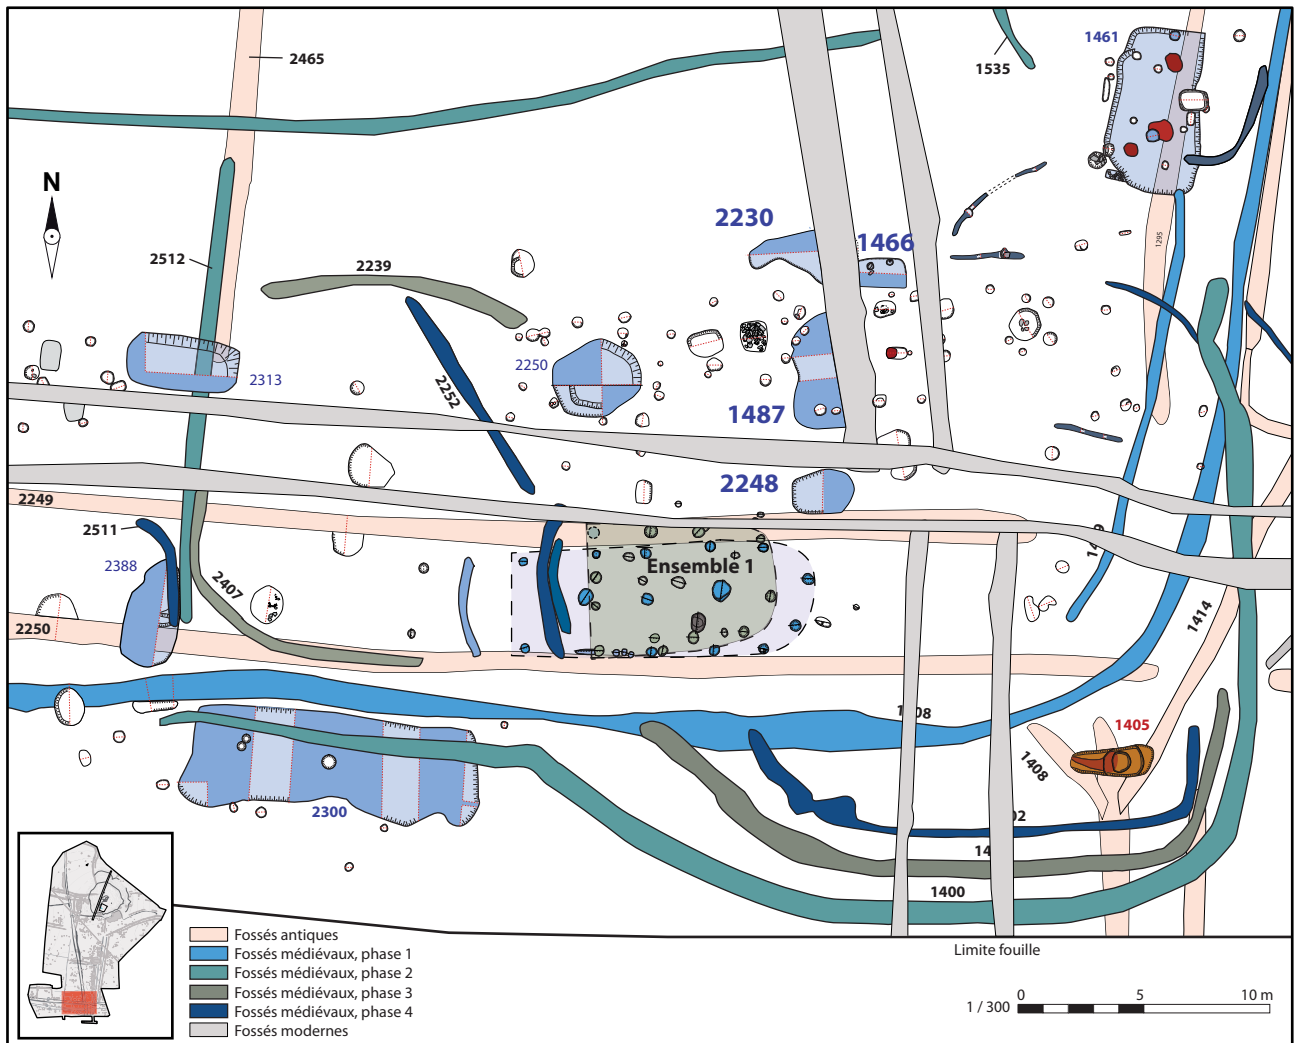 2465
1535
1461
N
2512
2239
2230
1466
1295
2313
2252
2250
1487
2249
2248
2511
2388
2407
Ensemble 1
2250
1414
1408
1405
1408
2300
1400
Fossés antiques
Fossés médiévaux, phase 1
Fossés médiévaux, phase 2
Fossés médiévaux, phase 3
Fossés médiévaux, phase 4
Fossés modernes
Limite fouille
1 / 300
0 5 10 m